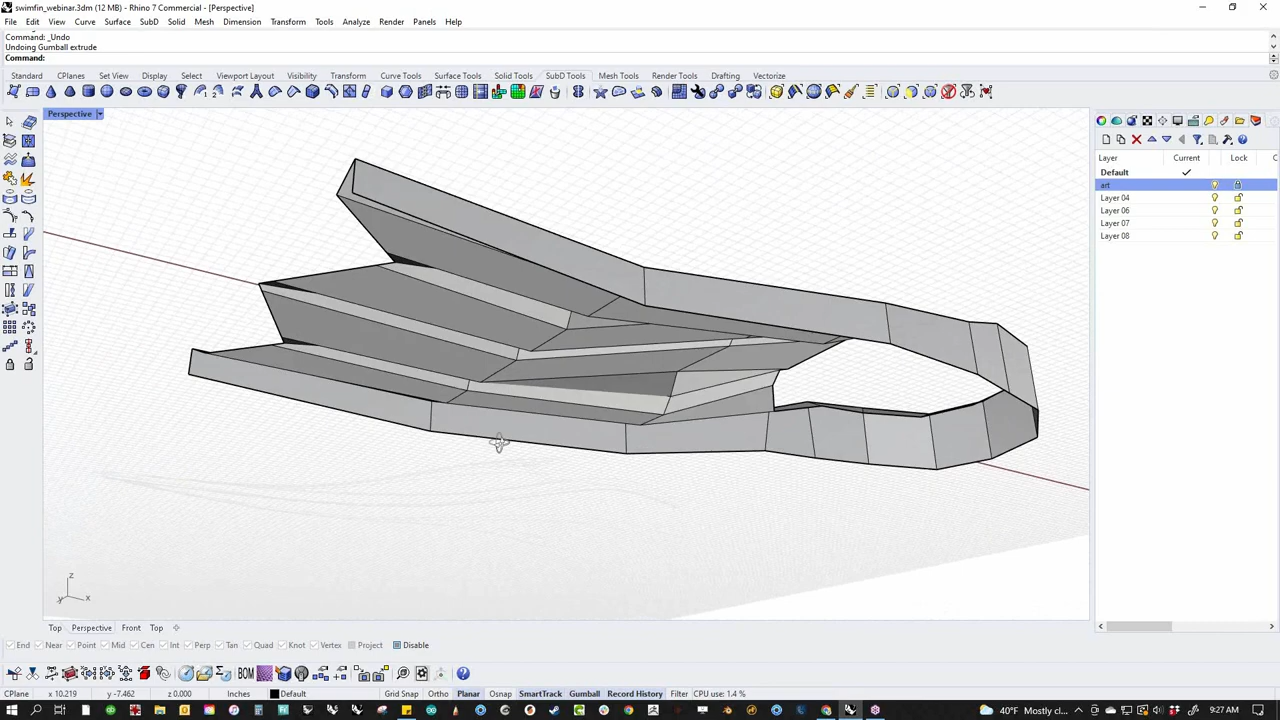 swimfin_webinar.3dm (12 MB) - Rhino 7 Commercial - [Perspective]
File Edit View Curve Surface SubD Solid Mesh Dimension Transform Tools Analyze Render Panels Help
Command: _Undo
Undoing Gumball extrude
Command:
Standard CPlanes Set View Display Select Viewport Layout Visibility Transform Curve Tools Surface Tools Solid Tools SubD Tools Mesh Tools Render Tools Drafting Vectorize
Perspective
Layer Current Lock C
Default
art
Layer 04
Layer 06
Layer 07
Layer 08
z
y x
Top Perspective Front Top
End Near Point Mid Cen Int Perp Tan Quad Knot Vertex Project Disable
BOM
CPlane x 10.219 y -7.462 z 0.000 Inches Default Grid Snap Ortho Planar Osnap SmartTrack Gumball Record History Filter CPU use: 1.4 %
40°F Mostly cl... 9:27 AM